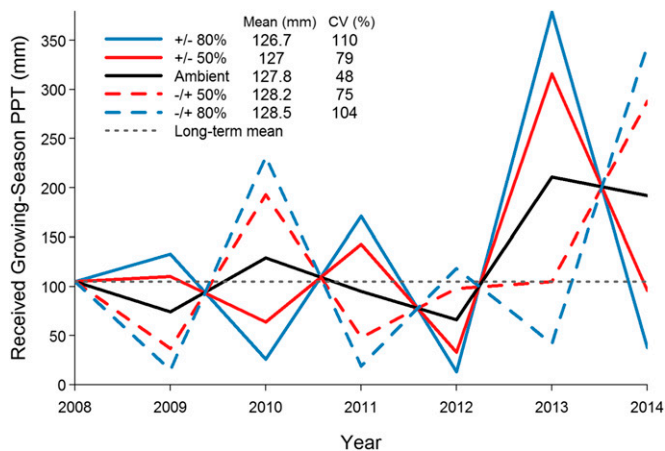 Mean (mm) CV (%)
+/- 80% 126.7 110
+/- 50% 127 79
Ambient 127.8 48
-/+ 50% 128.2 75
-/+ 80% 128.5 104
Long-term mean
Received Growing-Season PPT (mm)
350
300
250
200
150
100
50
0
2008 2009 2010 2011 2012 2013 2014
Year